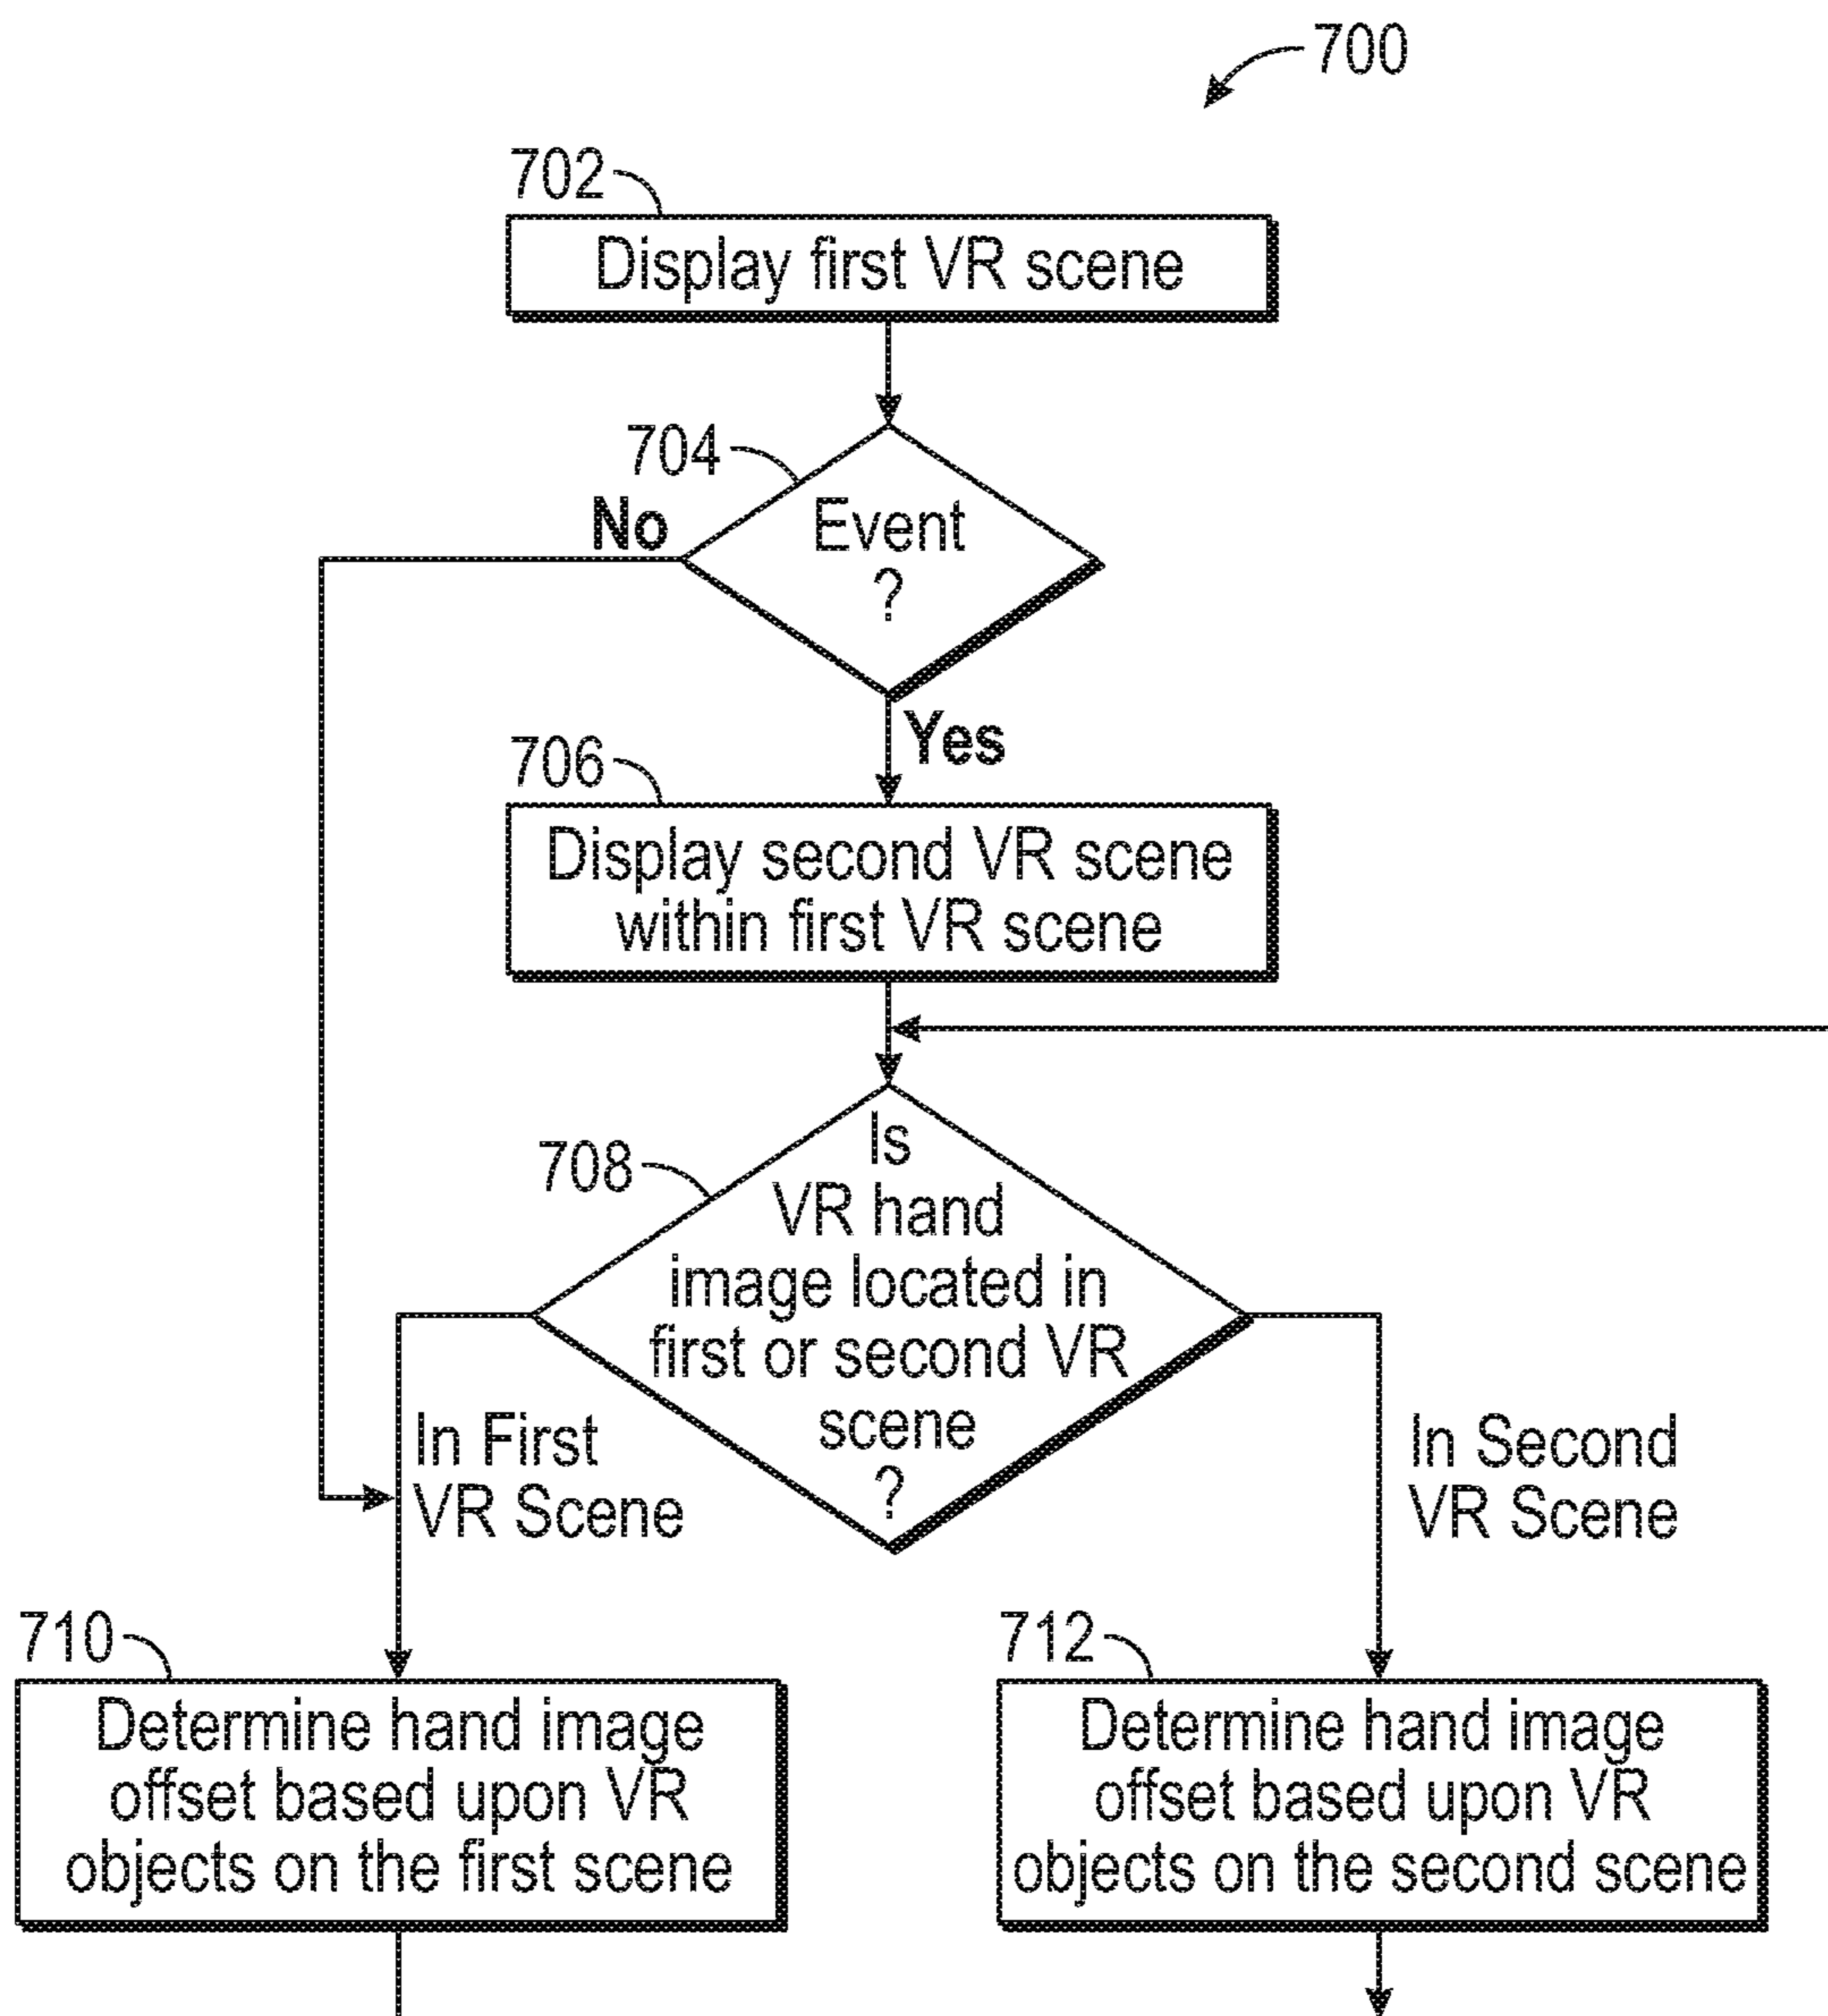 700
702
Display first VR scene
704
No
Event
?
Yes
706
Display second VR scene
within first VR scene
708
Is
VR hand
image located in
first or second VR
scene
?
In First
VR Scene
In Second
VR Scene
710
Determine hand image
offset based upon VR
objects on the first scene
712
Determine hand image
offset based upon VR
objects on the second scene